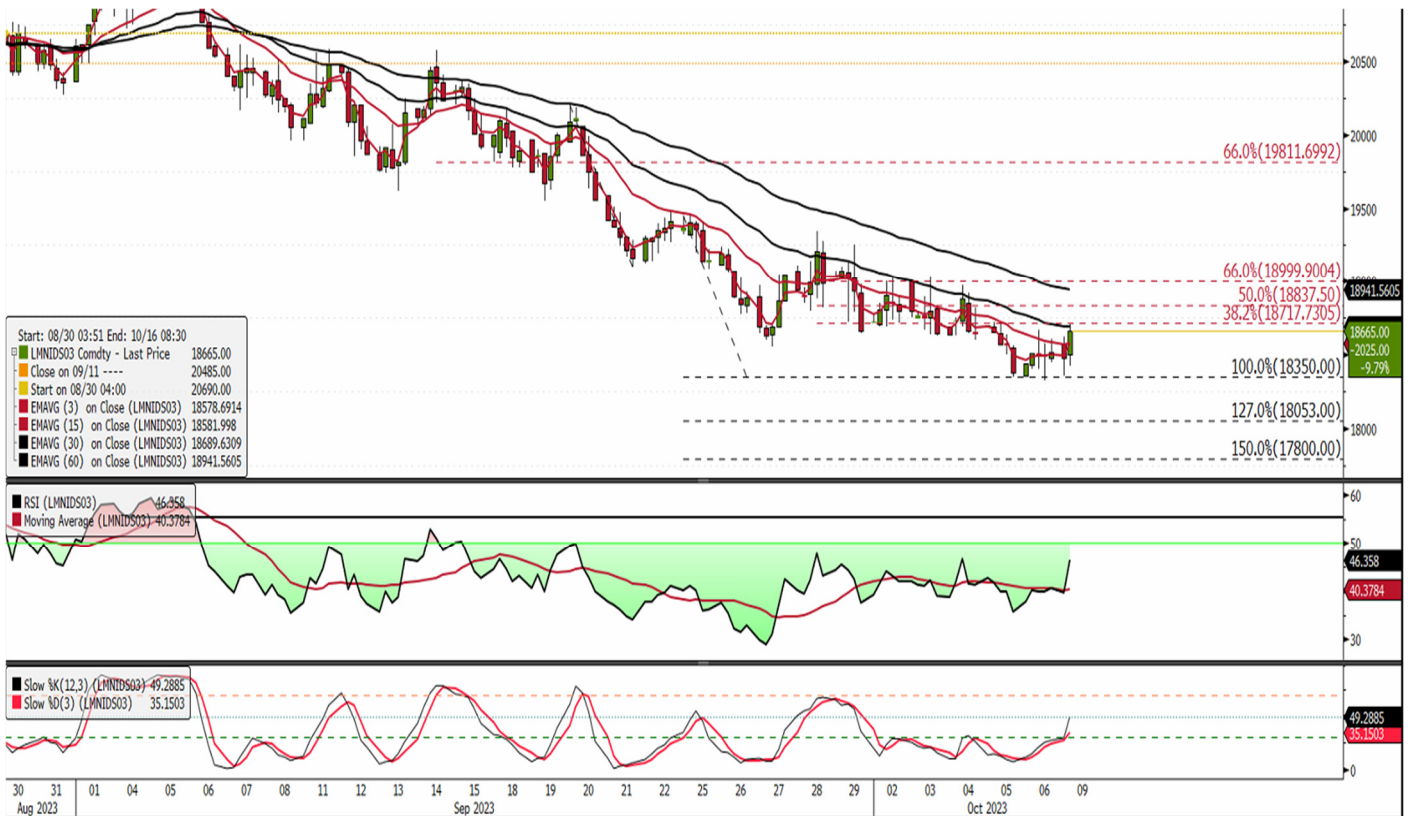 20500
20000
66.0%(19811.6992)
19500
66.0%(18999.9004)
18941.5605
50.0%(18837.50)
38.2%(18717.7305)
18665.00
-2025.00
-9.79%
100.0%(18350.00)
127.0%(18053.00)
18000
150.0%(17800.00)
Start: 08/30 03:51 End: 10/16 08:30
LMNIDS03 Comdty - Last Price 18665.00
Close on 09/11 ---- 20485.00
Start on 08/30 04:00 20690.00
EMAVG (3) on Close (LMNIDS03) 18578.6914
EMAVG (15) on Close (LMNIDS03) 18581.998
EMAVG (30) on Close (LMNIDS03) 18689.6309
EMAVG (60) on Close (LMNIDS03) 18941.5605
RSI (LMNIDS03) 46.358
Moving Average (LMNIDS03) 40.3784
60
50
46.358
40.3784
30
Slow %K(12,3) (LMNIDS03) 49.2885
Slow %D(3) (LMNIDS03) 35.1503
49.2885
35.1503
0
30 31 01 04 05 06 07 08 11 12 13 14 15 18 19 20 21 22 25 26 27 28 29 02 03 04 05 06 09
Aug 2023 Sep 2023 Oct 2023